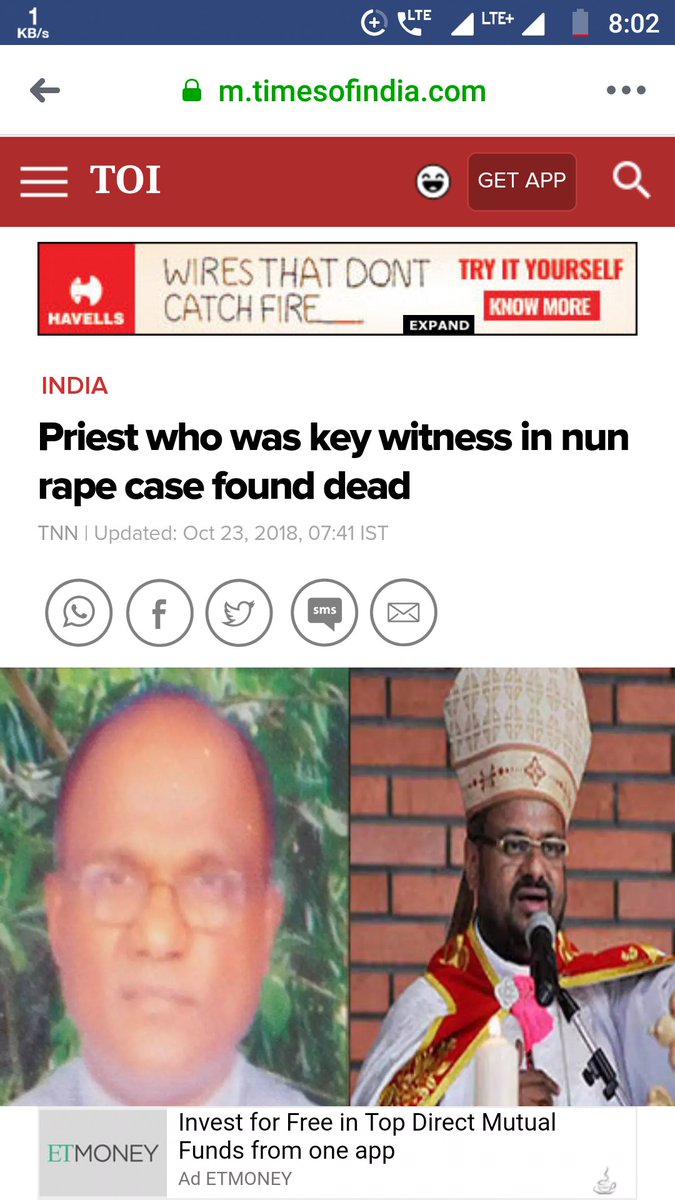 1
KB/s
LTE
LTE+
8:02
m.timesofindia.com
TOI
GET APP
HAVELLS
WIRES THAT DONT
CATCH FIRE___
TRY IT YOURSELF
KNOW MORE
EXPAND
INDIA
Priest who was key witness in nun
rape case found dead
TNN | Updated: Oct 23, 2018, 07:41 IST
f
sms
ETMONEY
Invest for Free in Top Direct Mutual
Funds from one app
Ad ETMONEY